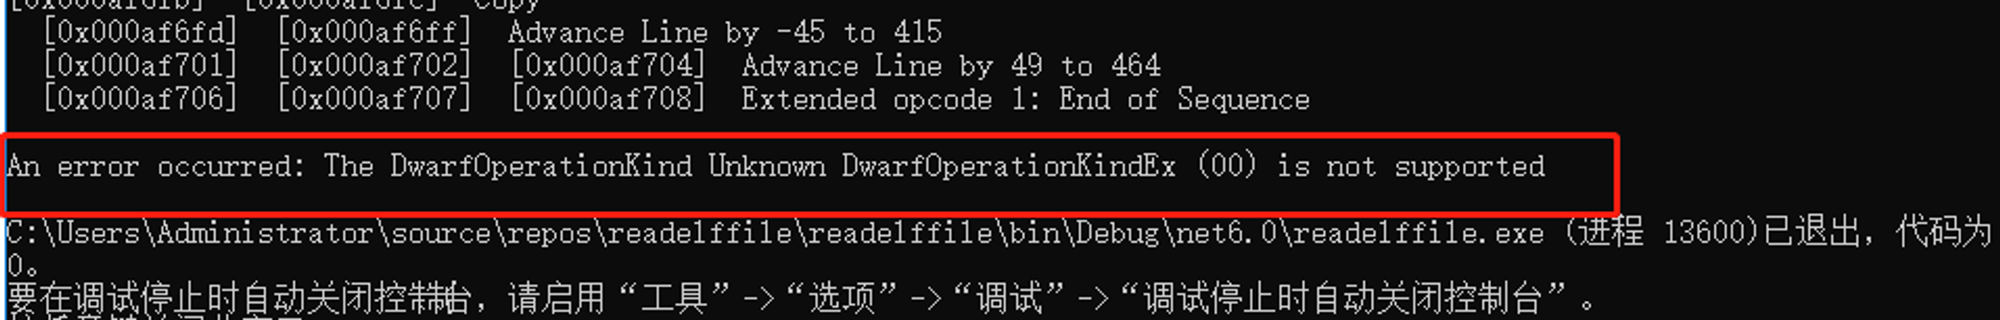 [0x000af6fb]  [0x000af6fc]  Copy
[0x000af6fd]  [0x000af6ff]  Advance Line by -45 to 415
[0x000af701]  [0x000af702]  [0x000af704]  Advance Line by 49 to 464
[0x000af706]  [0x000af707]  [0x000af708]  Extended opcode 1: End of Sequence
An error occurred: The DwarfOperationKind Unknown DwarfOperationKindEx (00) is not supported
C:\Users\Administrator\source\repos\readelffile\readelffile\bin\Debug\net6.0\readelffile.exe (进程 13600)已退出，代码为
0。
要在调试停止时自动关闭控制台，请启用“工具”->“选项”->“调试”->“调试停止时自动关闭控制台”。